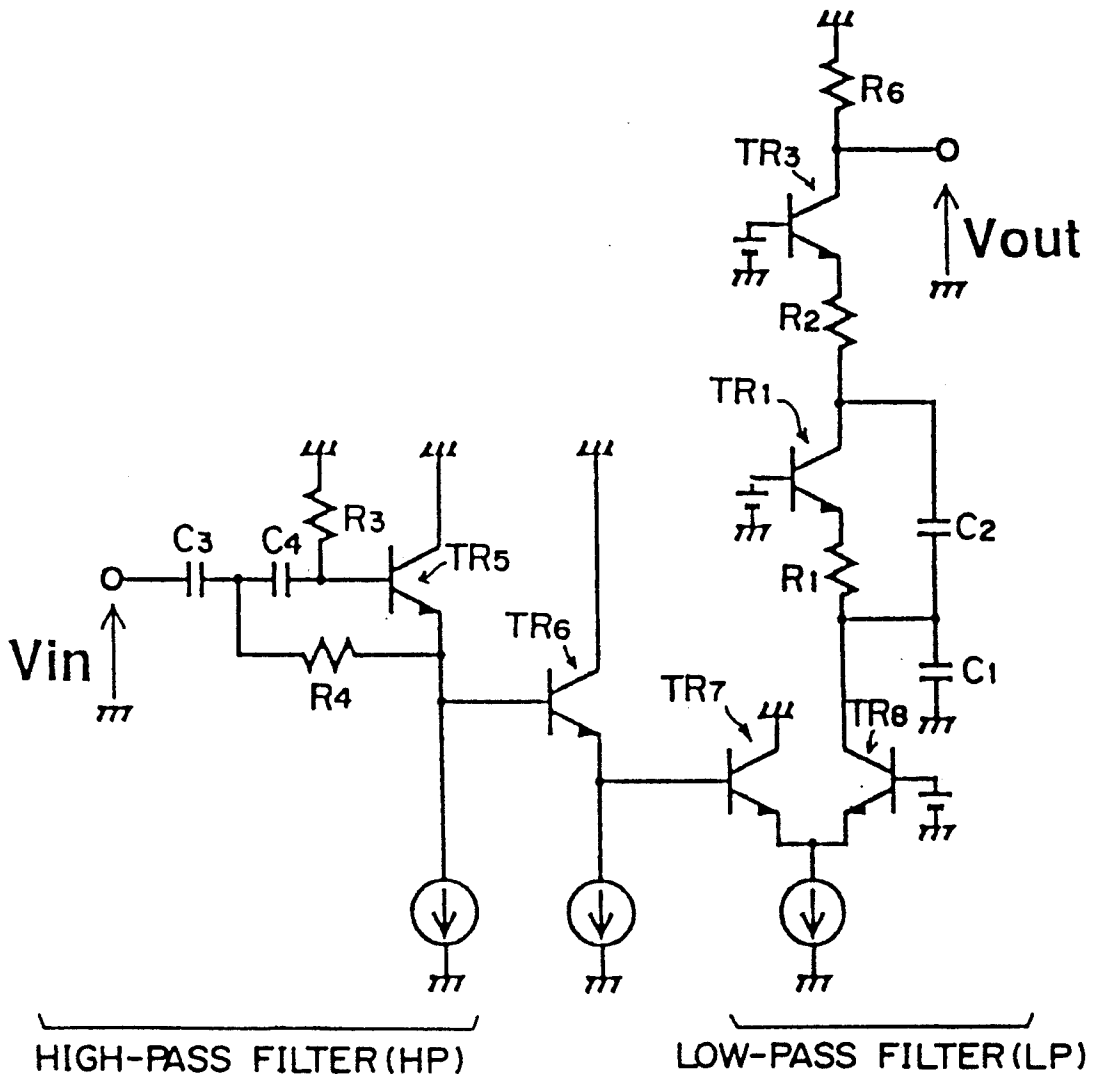 R6
TR3
Vout
R2
TR1
C2
R1
C1
R3
C3
C4
TR5
Vin
R4
TR6
TR7
TR8
HIGH-PASS FILTER(HP)
LOW-PASS FILTER(LP)